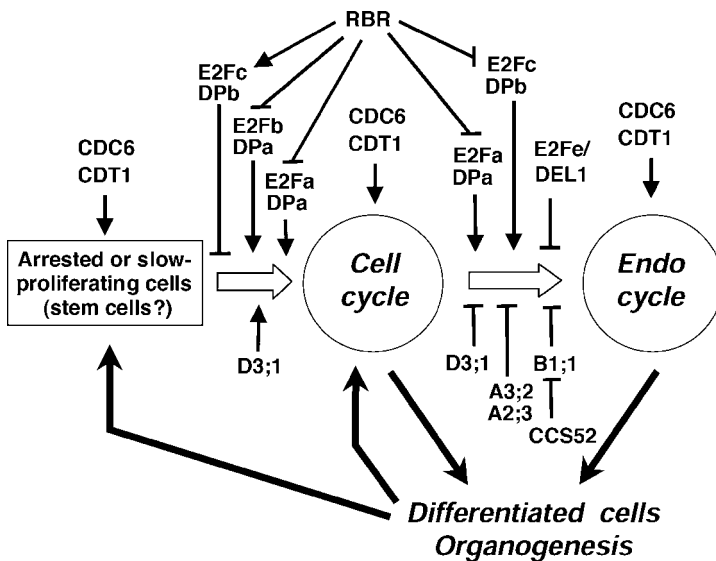 RBR
E2Fc
DPb
E2Fb
DPa
E2Fa
DPa
CDC6
CDT1
CDC6
CDT1
E2Fa
DPa
E2Fc
DPb
E2Fe/
DEL1
CDC6
CDT1
Arrested or slow-
proliferating cells
(stem cells?)
Cell
cycle
Endo
cycle
D3;1
D3;1
A3;2
A2;3
B1;1
CCS52
Differentiated cells
Organogenesis